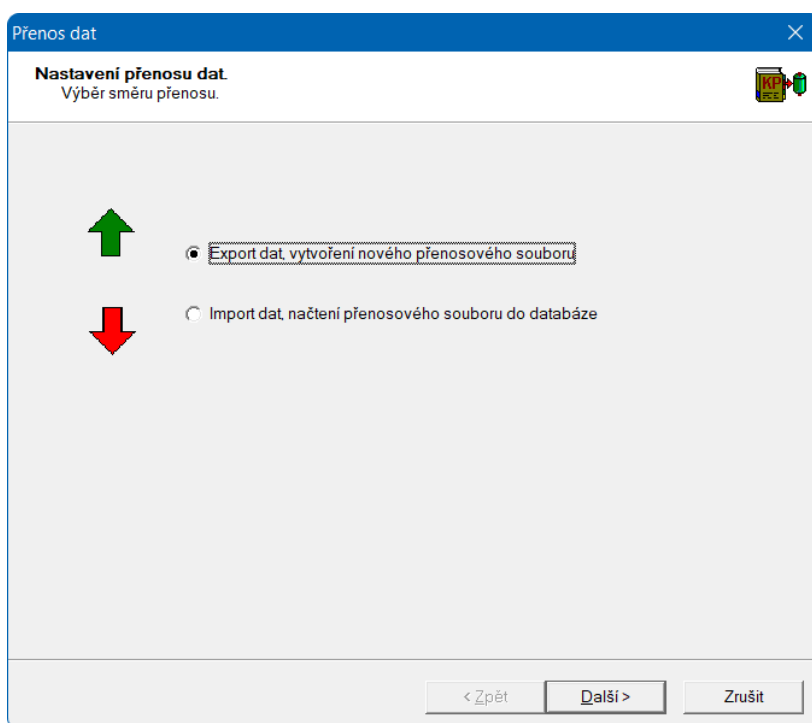 Přenos dat
Nastavení přenosu dat.
Výběr směru přenosu.
KP
Export dat, vytvoření nového přenosového souboru
Import dat, načtení přenosového souboru do databáze
< Zpět
Další >
Zrušit